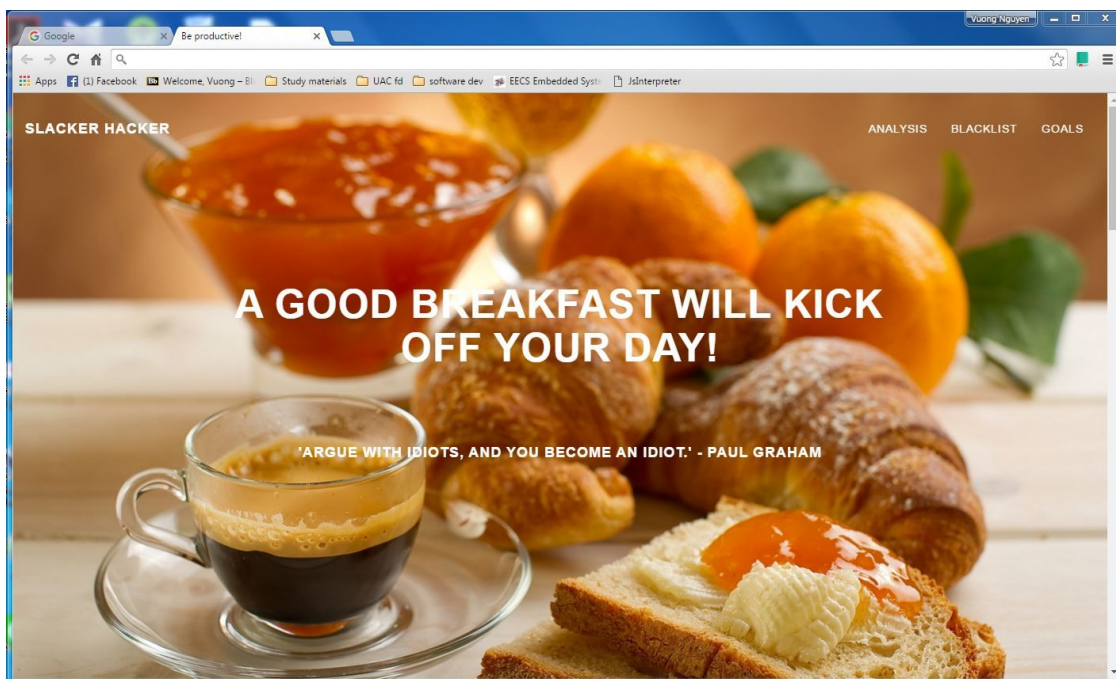 Vuong Nguyen
Google
Be productive!
Apps (1) Facebook Welcome, Vuong – Study materials UAC fd software dev EECS Embedded Syste JsInterpreter
SLACKER HACKER
ANALYSIS BLACKLIST GOALS
A GOOD BREAKFAST WILL KICK
OFF YOUR DAY!
'ARGUE WITH IDIOTS, AND YOU BECOME AN IDIOT.' - PAUL GRAHAM